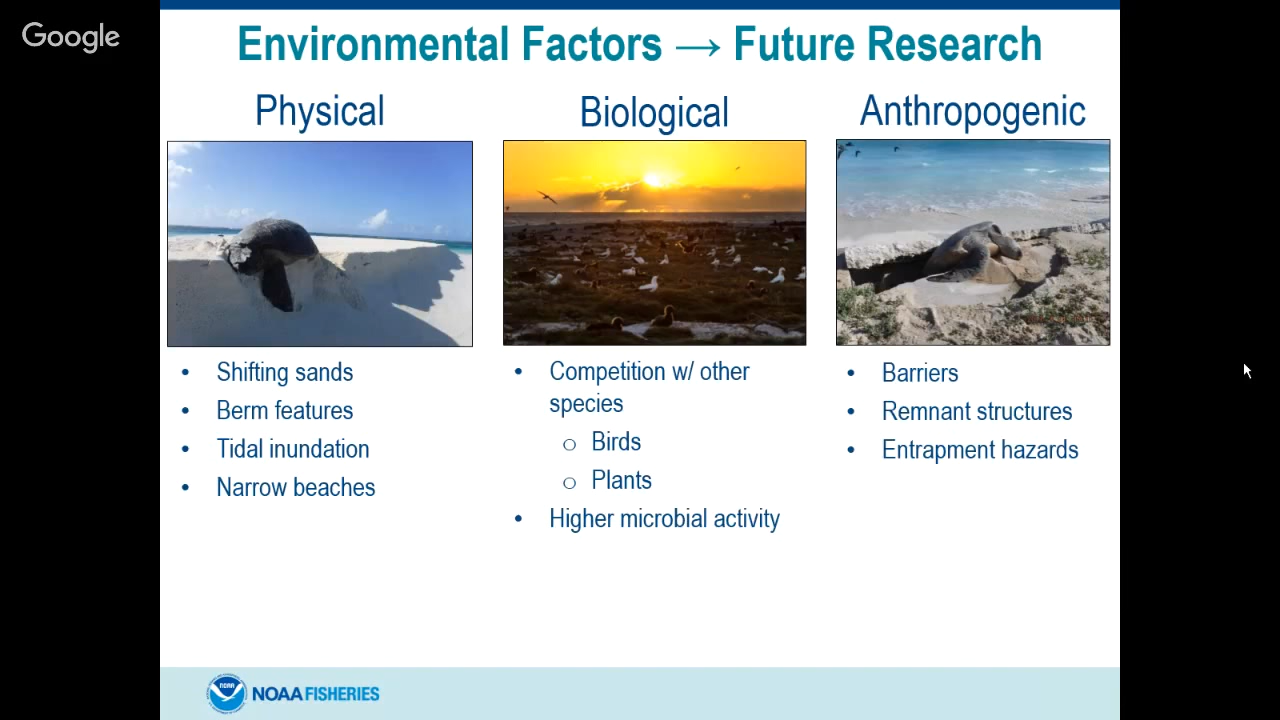 Google
Environmental Factors → Future Research
Physical
Biological
Anthropogenic
• Shifting sands
• Berm features
• Tidal inundation
• Narrow beaches
• Competition w/ other
species
o Birds
o Plants
• Higher microbial activity
• Barriers
• Remnant structures
• Entrapment hazards
NOAA FISHERIES